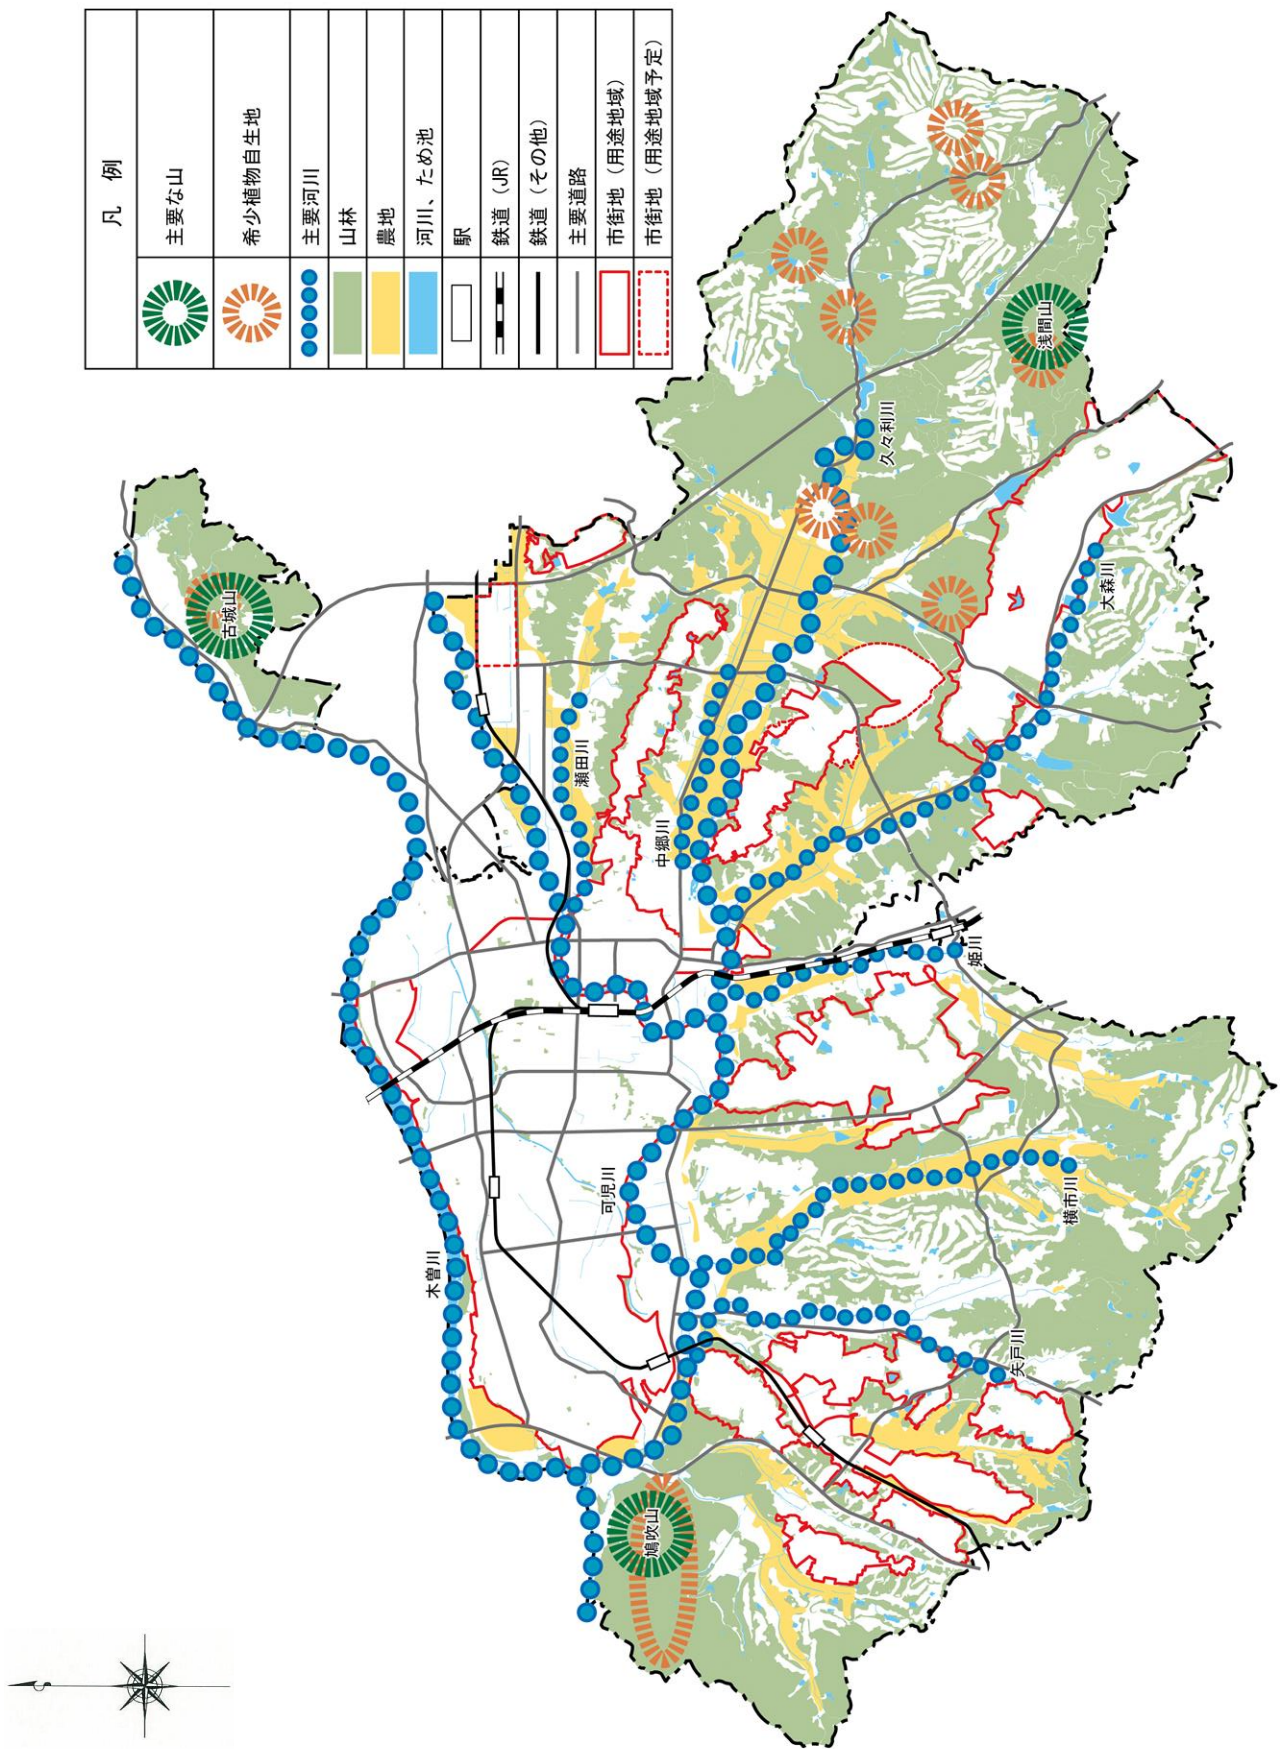 凡 例
主要な山
希少植物自生地
主要河川
山林
農地
河川、ため池
駅
鉄道（JR）
鉄道（その他）
主要道路
市街地（用途地域）
市街地（用途地域予定）
古城山
浅間山
鳩吹山
久々利川
大森川
瀬田川
中郷川
姫川
可児川
木曽川
横市川
矢戸川